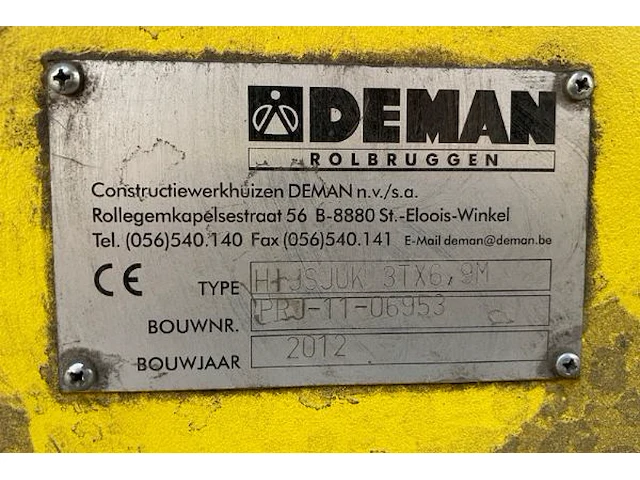 DEMAN
ROLBRUGGEN
Constructiewerkhuizen DEMAN n.v./s.a.
Rollegemkapelsestraat 56 B-8880 St.-Eloois-Winkel
Tel. (056)540.140 Fax (056)540.141 E-Mail deman@deman.be
CE TYPE HIJSJUK 3TX6,9M
BOUWNR. PRJ-11-06953
BOUWJAAR 2012